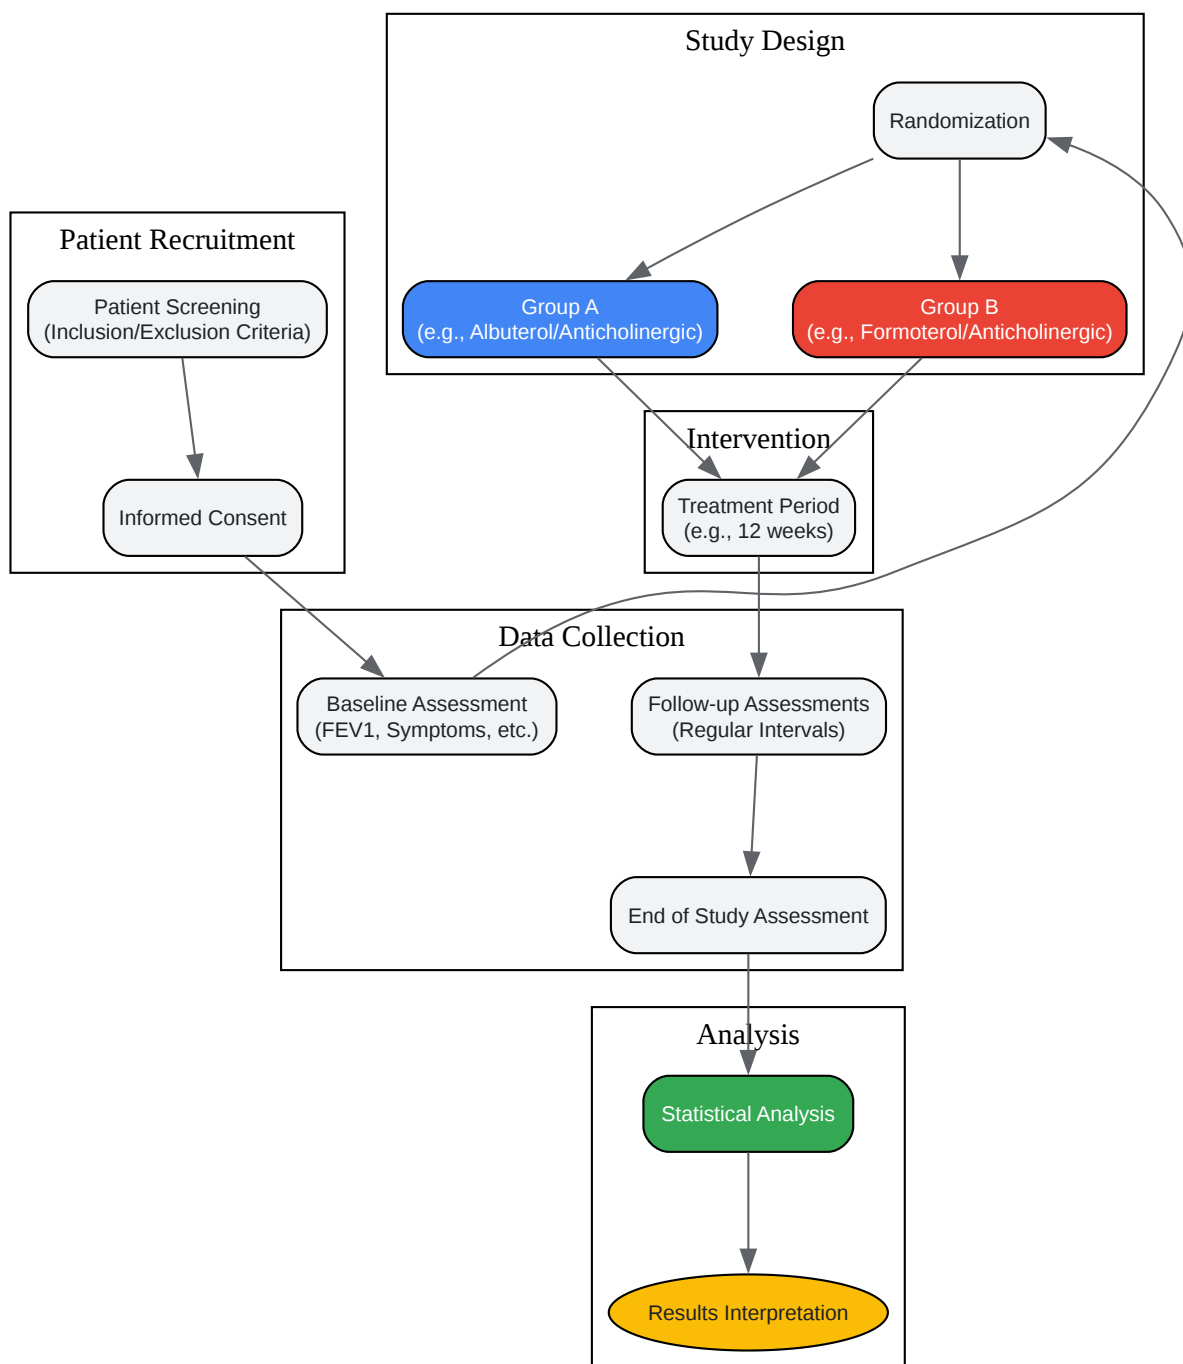 Study Design
Randomization
Group A
(e.g., Albuterol/Anticholinergic)
Group B
(e.g., Formoterol/Anticholinergic)
Patient Recruitment
Patient Screening
(Inclusion/Exclusion Criteria)
Informed Consent
Intervention
Treatment Period
(e.g., 12 weeks)
Data Collection
Baseline Assessment
(FEV1, Symptoms, etc.)
Follow-up Assessments
(Regular Intervals)
End of Study Assessment
Analysis
Statistical Analysis
Results Interpretation